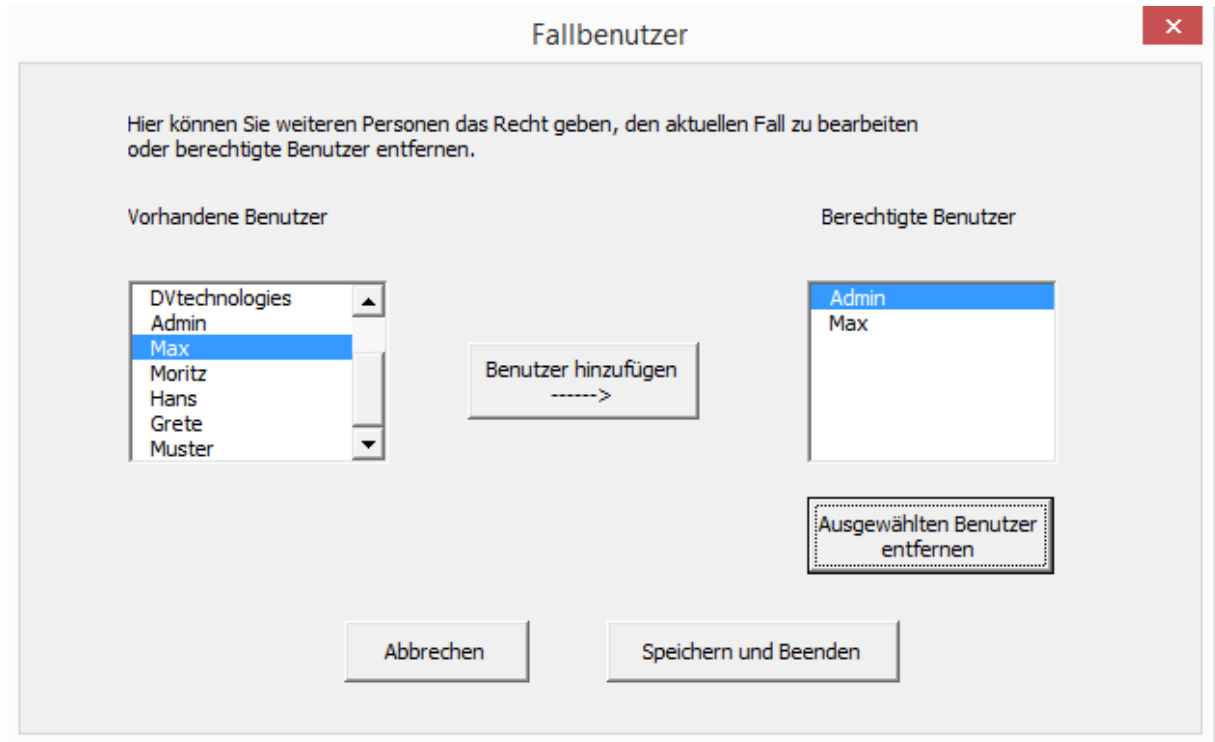 Fallbenutzer
Hier können Sie weiteren Personen das Recht geben, den aktuellen Fall zu bearbeiten
oder berechtigte Benutzer entfernen.
Vorhandene Benutzer
Berechtigte Benutzer
DVtechnologies
Admin
Max
Moritz
Hans
Grete
Muster
Benutzer hinzufügen
------>
Admin
Max
Ausgewählten Benutzer
entfernen
Abbrechen
Speichern und Beenden